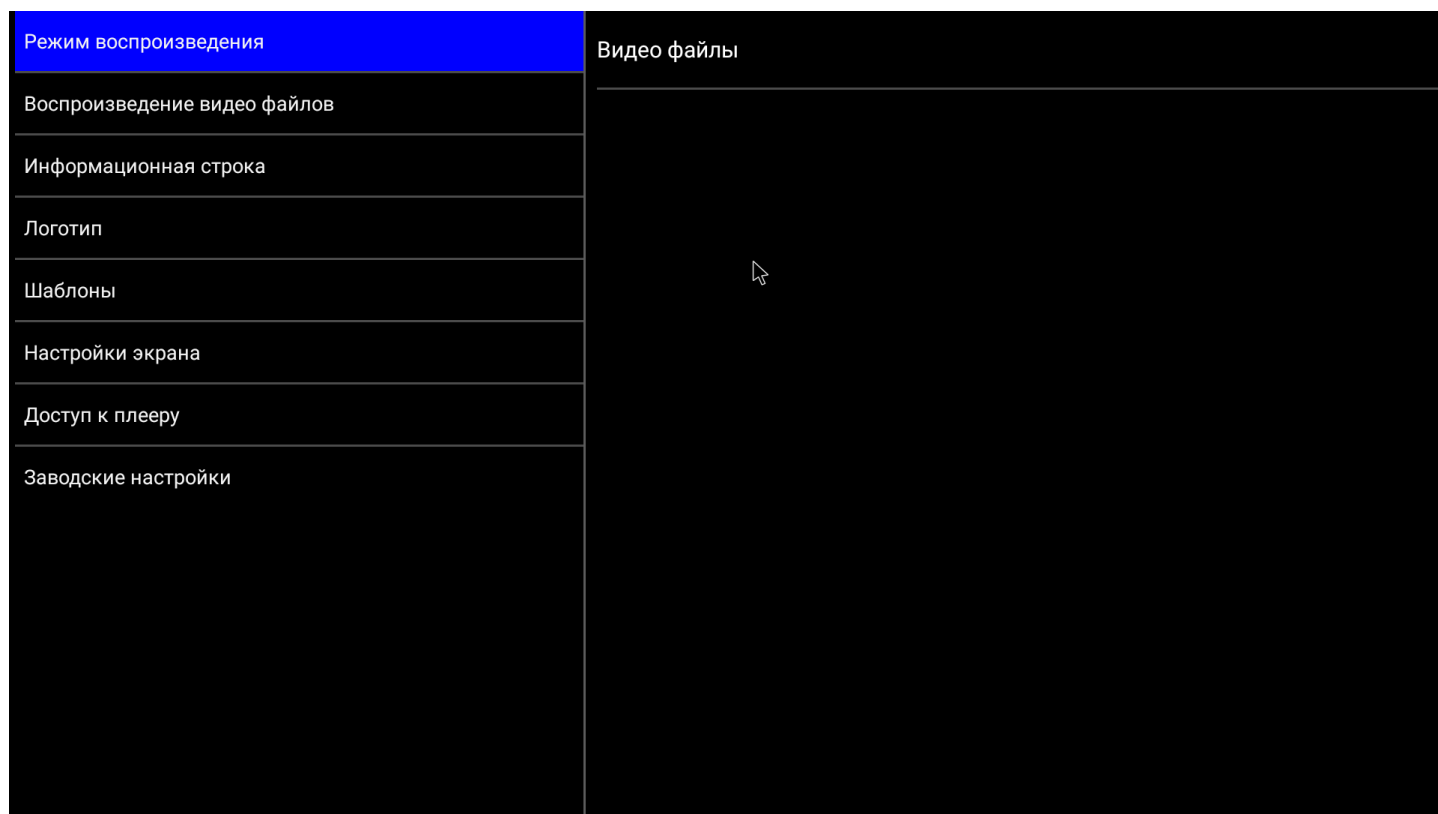 Режим воспроизведения
Воспроизведение видео файлов
Информационная строка
Логотип
Шаблоны
Настройки экрана
Доступ к плееру
Заводские настройки
Видео файлы